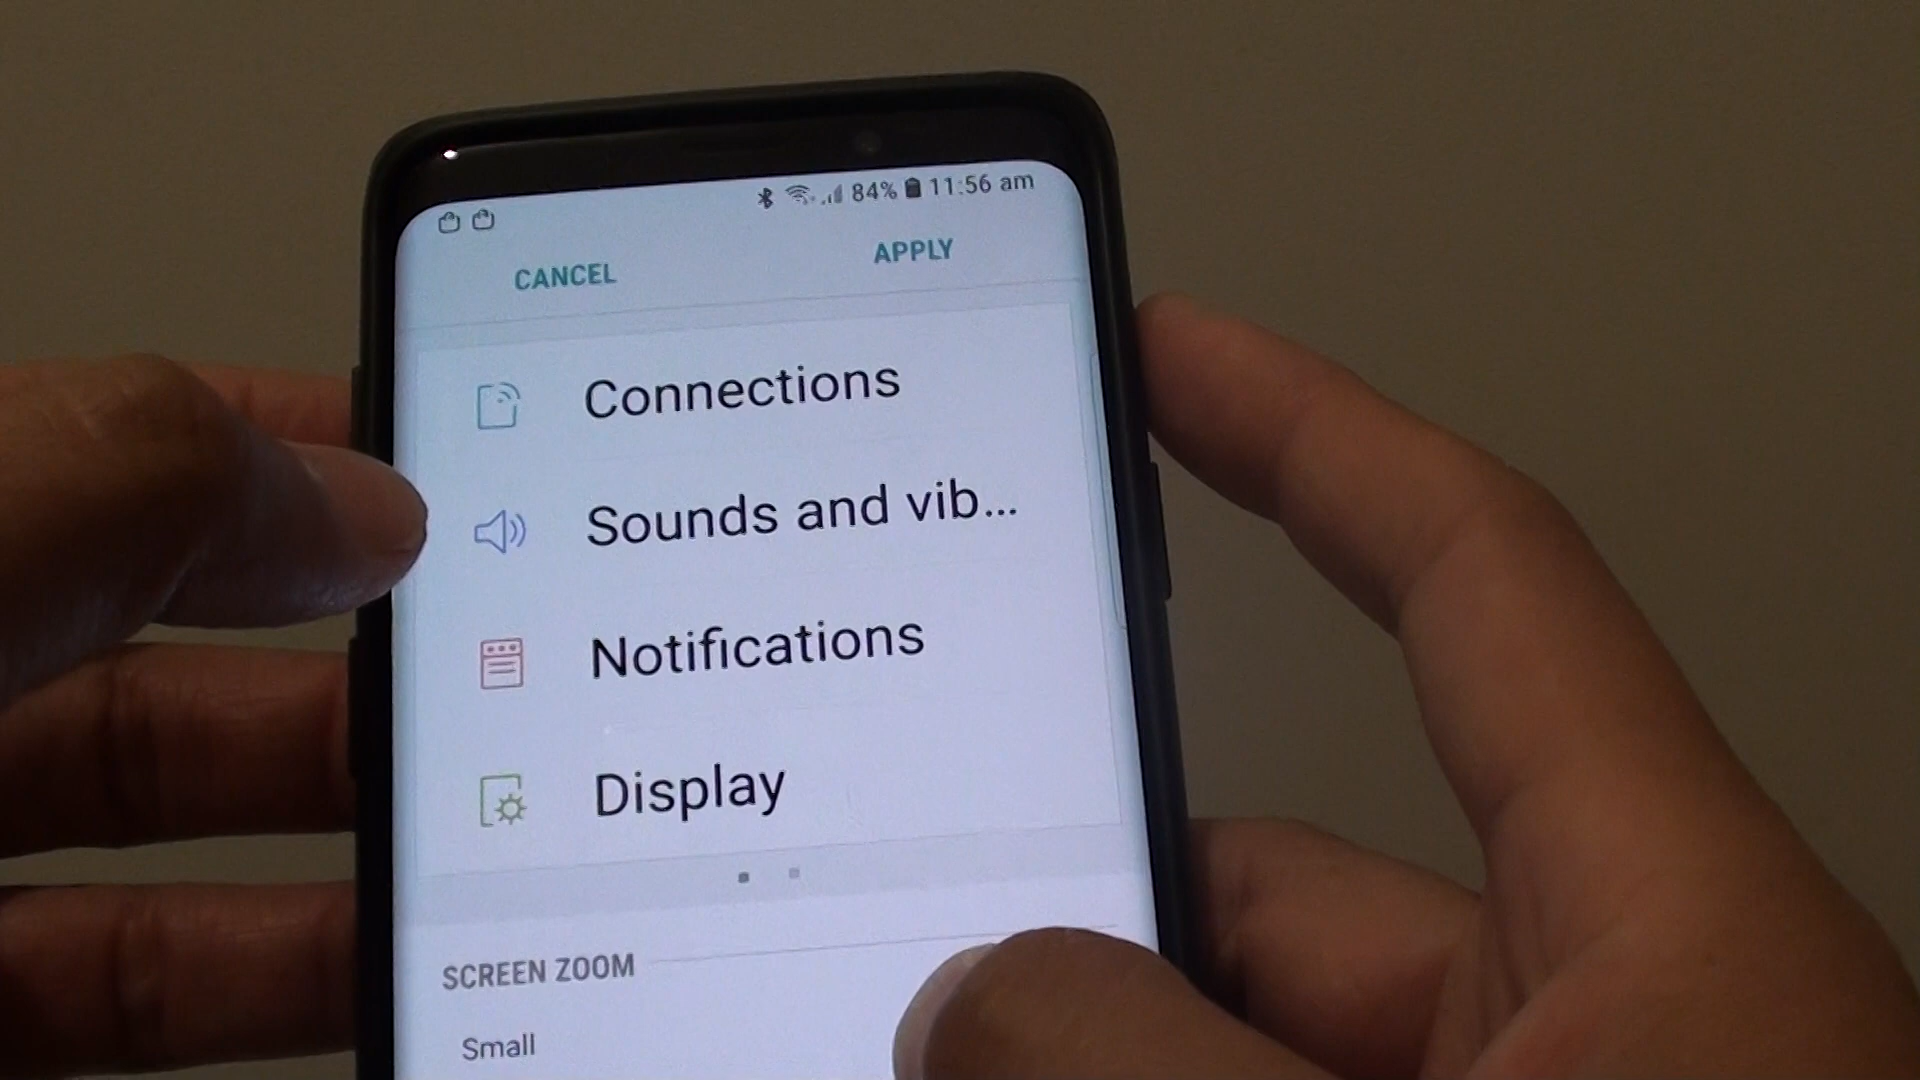 84% 11:56 am
CANCEL APPLY
Connections
Sounds and vib...
Notifications
Display
SCREEN ZOOM
Small